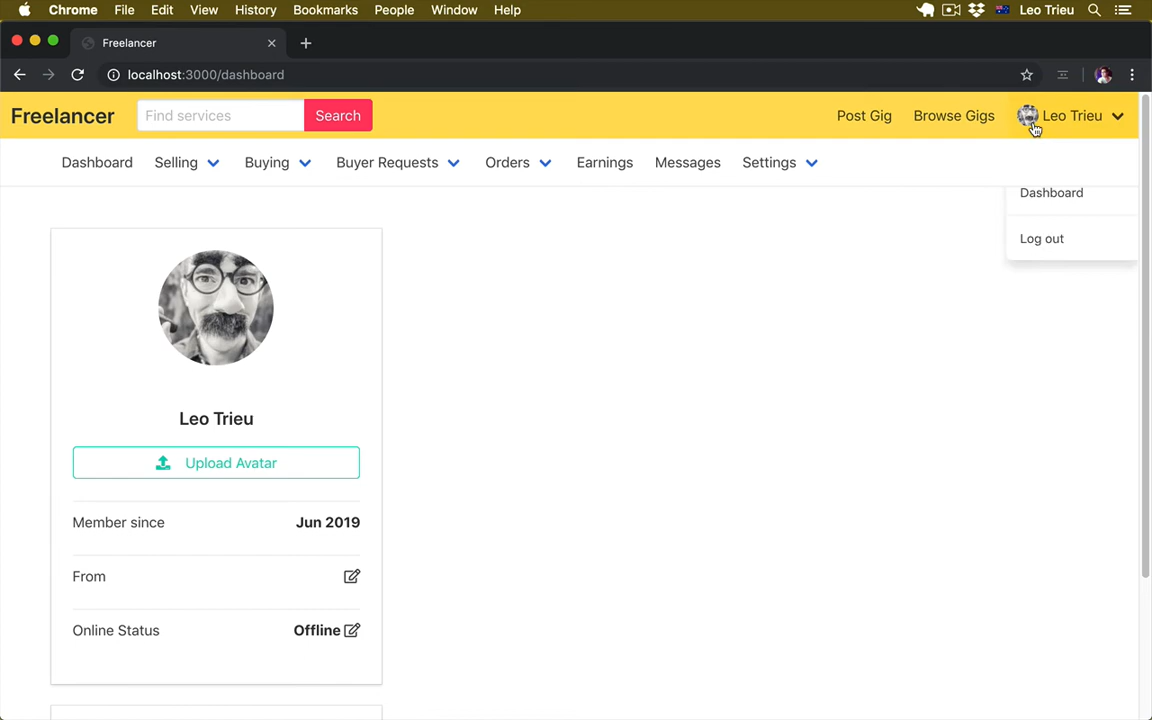 Chrome File Edit View History Bookmarks People Window Help Leo Trieu
Freelancer
localhost:3000/dashboard
Freelancer Find services Search Post Gig Browse Gigs Leo Trieu
Dashboard Selling Buying Buyer Requests Orders Earnings Messages Settings
Dashboard
Log out
Leo Trieu
Upload Avatar
Member since Jun 2019
From
Online Status Offline